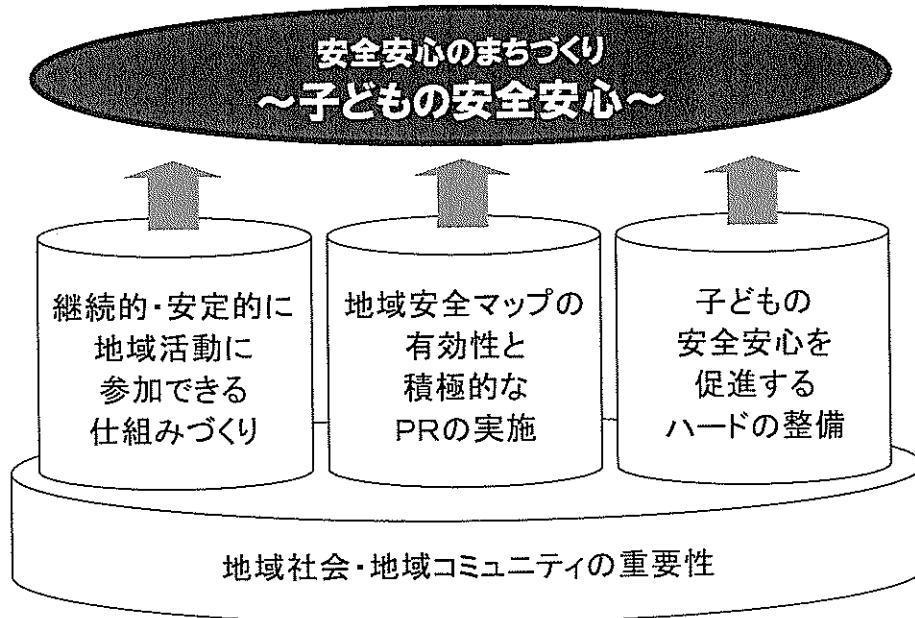 安全安心のまちづくり
～子どもの安全安心～
継続的・安定的に
地域活動に
参加できる
仕組みづくり
地域安全マップの
有効性と
積極的な
PRの実施
子どもの
安全安心を
促進する
ハードの整備
地域社会・地域コミュニティの重要性